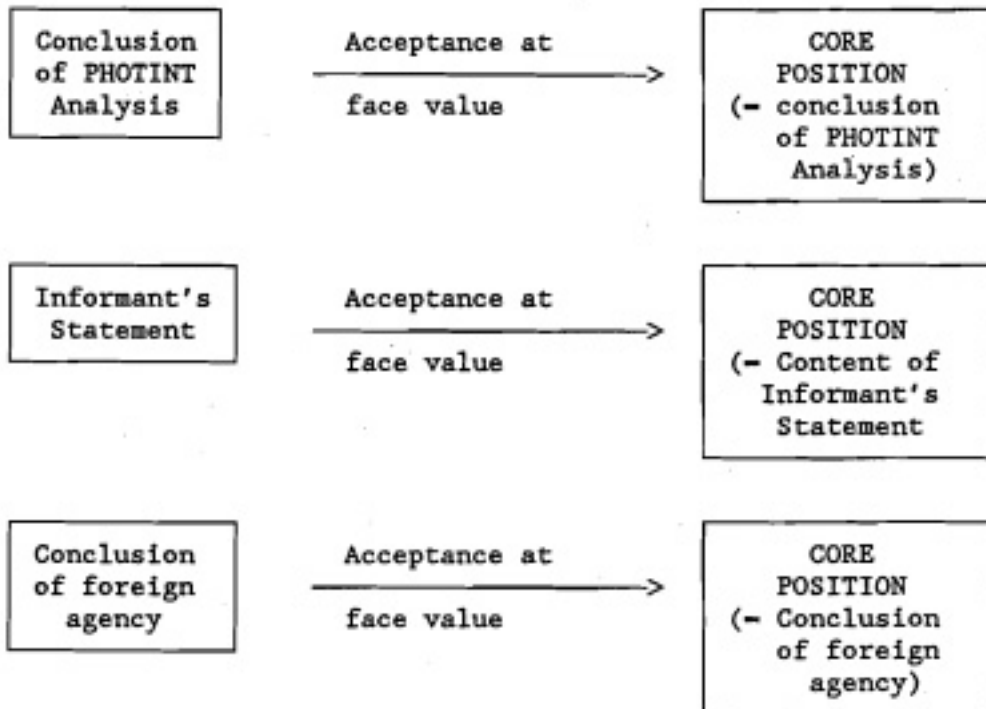 Conclusion
of PHOTINT
Analysis
Acceptance at
face value
CORE
POSITION
(- conclusion
of PHOTINT
Analysis)
Informant's
Statement
Acceptance at
face value
CORE
POSITION
(- Content of
Informant's
Statement
Conclusion
of foreign
agency
Acceptance at
face value
CORE
POSITION
(- Conclusion
of foreign
agency)